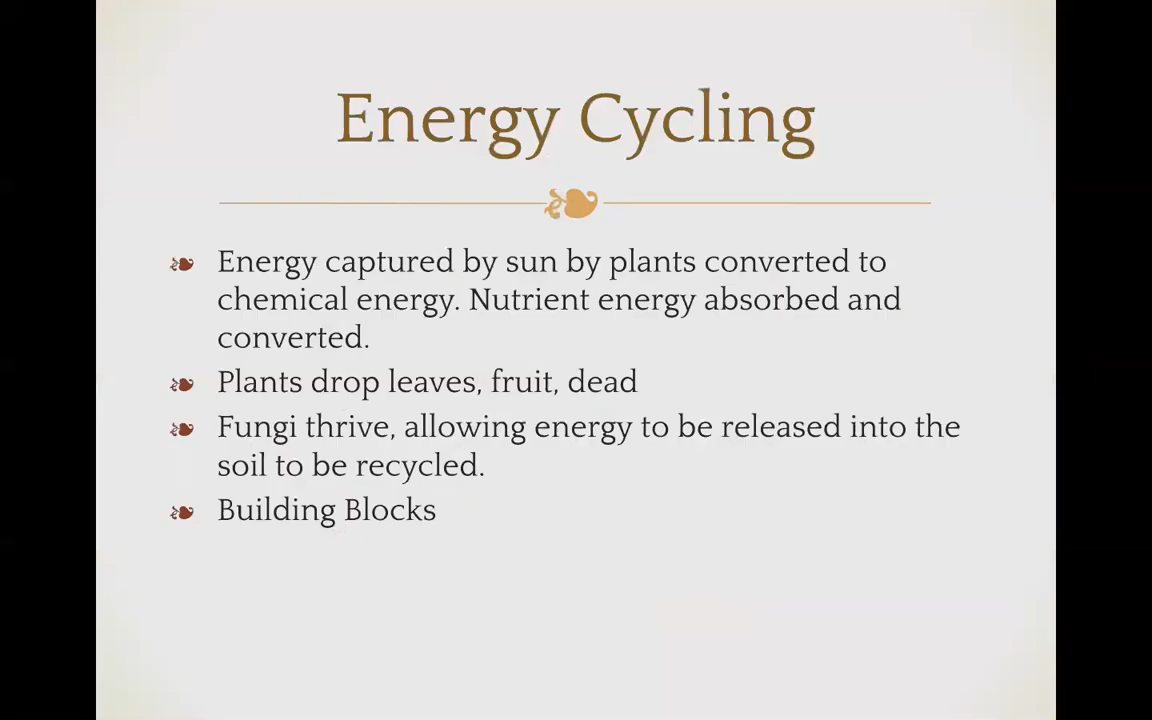 Energy Cycling
Energy captured by sun by plants converted to
chemical energy. Nutrient energy absorbed and
converted.
Plants drop leaves, fruit, dead
Fungi thrive, allowing energy to be released into the
soil to be recycled.
Building Blocks